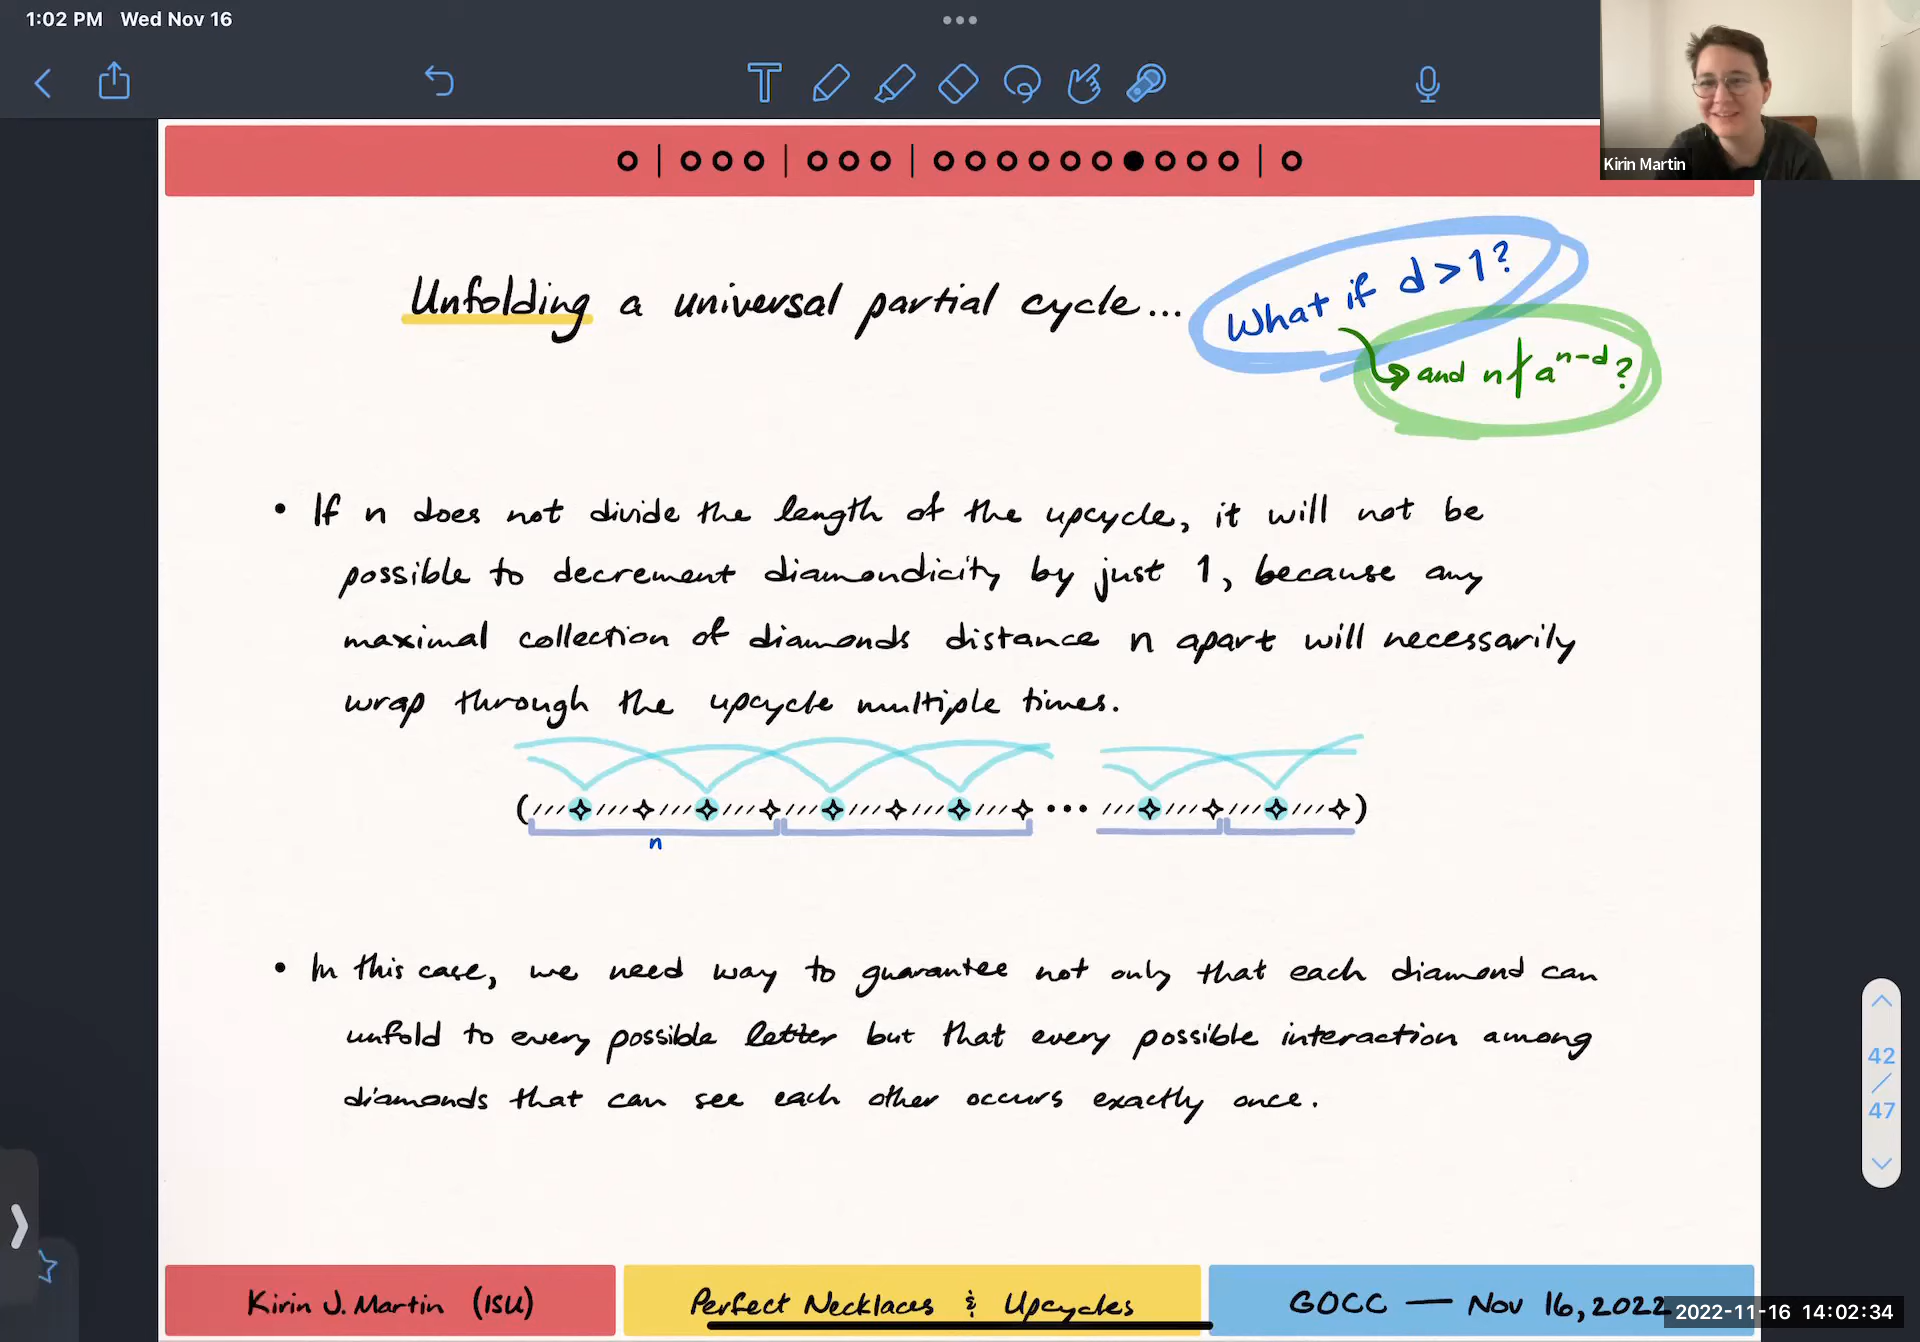 1:02 PM Wed Nov 16
Kirin Martin
Unfolding a universal partial cycle...
What if d > 1?
and n ∤ a^{n-d}?
• If n does not divide the length of the upcycle, it will not be
possible to decrement diamondicity by just 1, because any
maximal collection of diamonds distance n apart will necessarily
wrap through the upcycle multiple times.
(///✧///✧///✧///✧///✧///✧///✧///✧ ••• ///✧///✧///✧///✧)
n
• In this case, we need way to guarantee not only that each diamond can
unfold to every possible letter but that every possible interaction among
diamonds that can see each other occurs exactly once.
42
/
47
Kirin J. Martin (ISU)
Perfect Necklaces & Upcycles
GOCC — Nov 16, 2022
2022-11-16 14:02:34